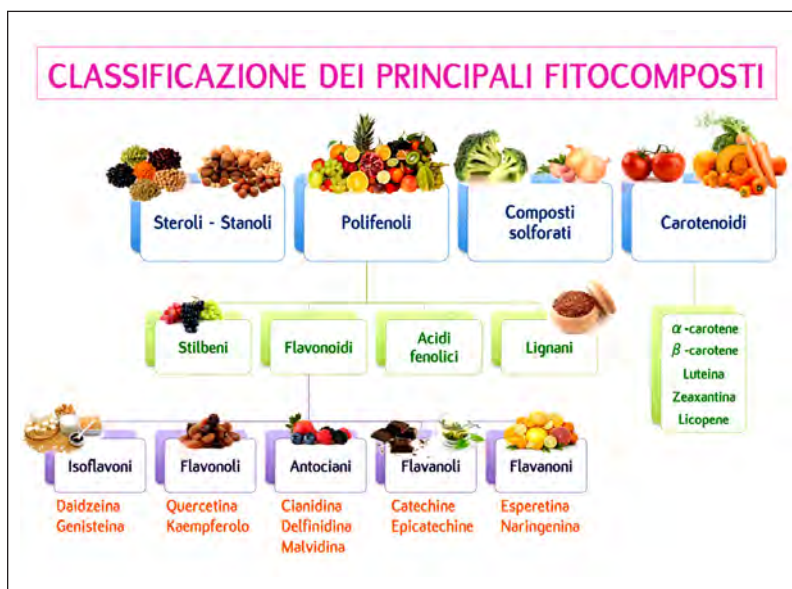 CLASSIFICAZIONE DEI PRINCIPALI FITOCOMPOSTI
Steroli - Stanoli
Polifenoli
Composti
solforati
Carotenoidi
Stilbeni
Flavonoidi
Acidi
fenolici
Lignani
α-carotene
β-carotene
Luteina
Zeaxantina
Licopene
Isoflavoni
Flavonoli
Antociani
Flavanoli
Flavanoni
Daidzeina
Genisteina
Quercetina
Kaempferolo
Cianidina
Delfinidina
Malvidina
Catechine
Epicatechine
Esperetina
Naringenina